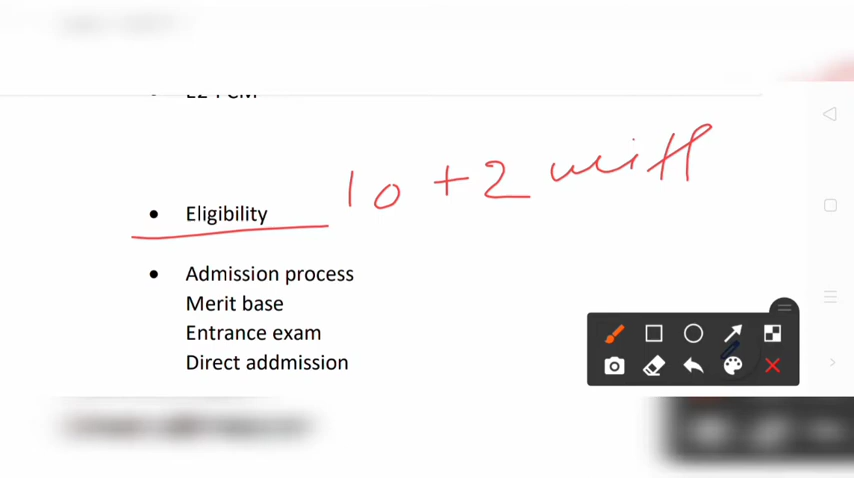 Eligibility 10 +2 with
Admission process
Merit base
Entrance exam
Direct addmission